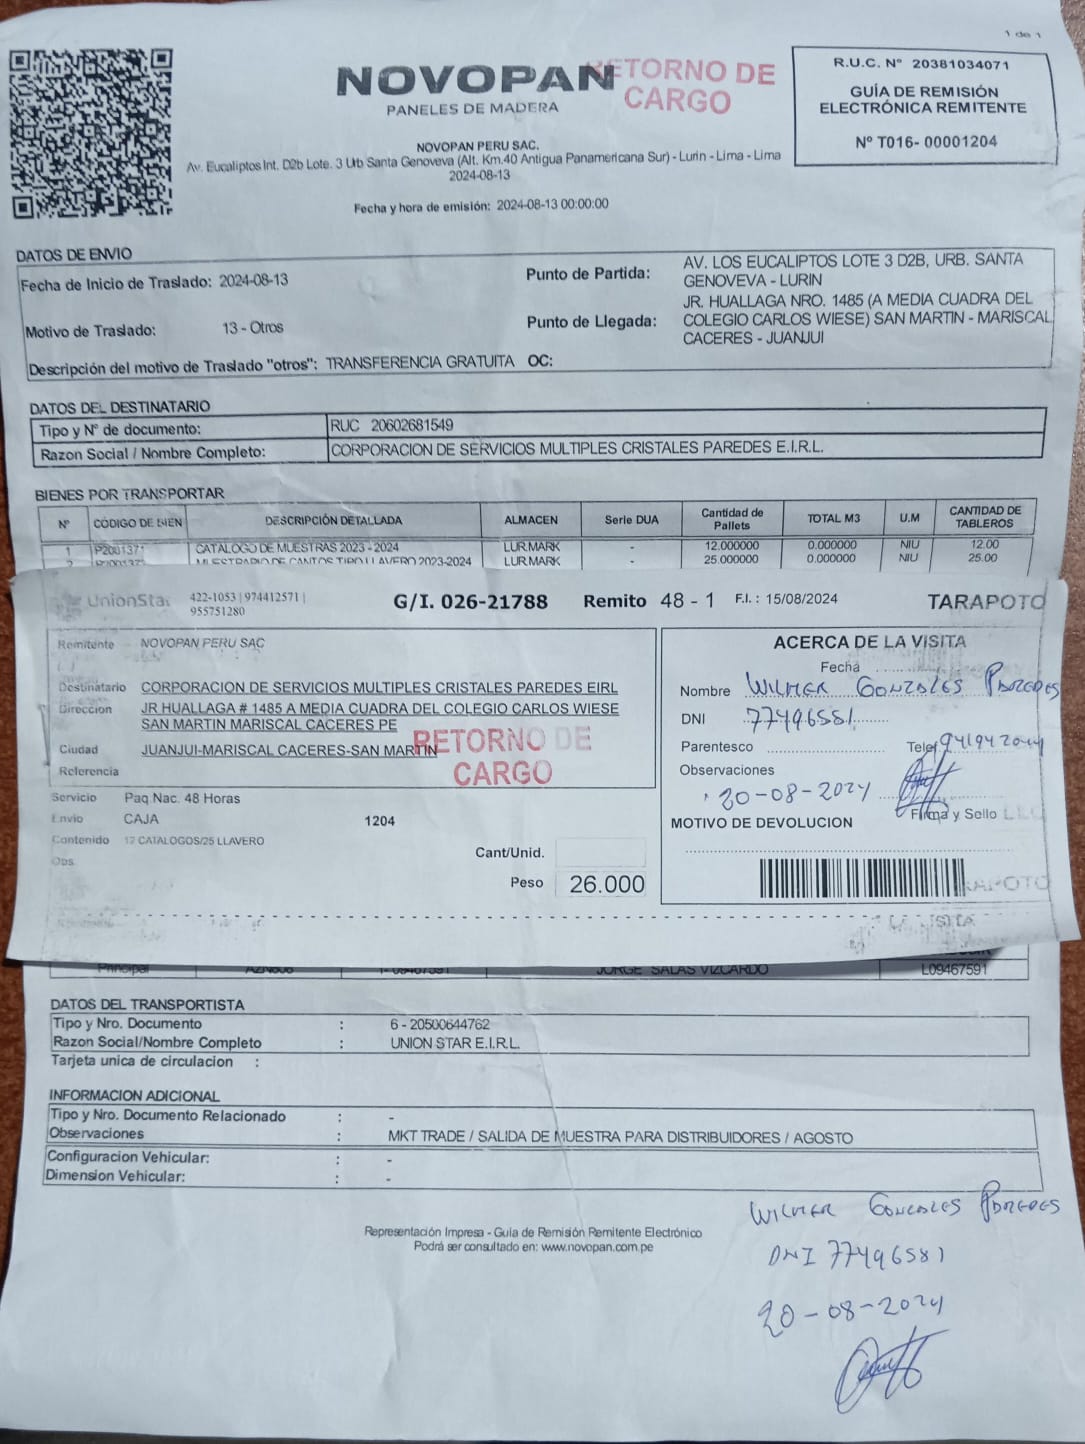 1 de 1
NOVOPAN
PANELES DE MADERA
RETORNO DE
CARGO
R.U.C. N° 20381034071
GUÍA DE REMISIÓN
ELECTRÓNICA REMITENTE
N° T016- 00001204
NOVOPAN PERU SAC.
Av. Eucaliptos Int. D2b Lote. 3 Urb Santa Genoveva (Alt. Km.40 Antigua Panamericana Sur) - Lurin - Lima - Lima
2024-08-13
Fecha y hora de emisión: 2024-08-13 00:00:00
DATOS DE ENVIO
Fecha de Inicio de Traslado: 2024-08-13
Punto de Partida: AV. LOS EUCALIPTOS LOTE 3 D2B, URB. SANTA
GENOVEVA - LURIN
Motivo de Traslado: 13 - Otros
Punto de Llegada: JR. HUALLAGA NRO. 1485 (A MEDIA CUADRA DEL
COLEGIO CARLOS WIESE) SAN MARTIN - MARISCAL
CACERES - JUANJUI
Descripción del motivo de Traslado "otros": TRANSFERENCIA GRATUITA OC:
DATOS DEL DESTINATARIO
Tipo y N° de documento: RUC 20602681549
Razon Social / Nombre Completo: CORPORACION DE SERVICIOS MULTIPLES CRISTALES PAREDES E.I.R.L.
BIENES POR TRANSPORTAR
N° CÓDIGO DE BIEN DESCRIPCIÓN DETALLADA ALMACEN Serie DUA Cantidad de Pallets TOTAL M3 U.M CANTIDAD DE TABLEROS
1 P2001371 CATALOGO DE MUESTRAS 2023 - 2024 LUR.MARK - 12.000000 0.000000 NIU 12.00
2 MUESTRARIO DE CANTOS TIPO LLAVERO 2023-2024 LUR.MARK - 25.000000 0.000000 NIU 25.00
UnionStar 422-1053 | 974412571 |
955751280
G/I. 026-21788 Remito 48 - 1 F.I.: 15/08/2024 TARAPOTO
Remitente NOVOPAN PERU SAC
Destinatario CORPORACION DE SERVICIOS MULTIPLES CRISTALES PAREDES EIRL
Direccion JR HUALLAGA # 1485 A MEDIA CUADRA DEL COLEGIO CARLOS WIESE
SAN MARTIN MARISCAL CACERES PE
Ciudad JUANJUI-MARISCAL CACERES-SAN MARTIN
Referencia
RETORNO DE
CARGO
Servicio Paq Nac. 48 Horas
Envio CAJA 1204
Contenido 12 CATALOGOS/25 LLAVERO
Obs.
Cant/Unid.
Peso 26.000
ACERCA DE LA VISITA
Fecha
Nombre WILMER GONZALES PAREDES
DNI 77496581
Parentesco Telef 941942044
Observaciones
20-08-2024
Firma y Sello
MOTIVO DE DEVOLUCION
Principal JORGE SALAS VIZCARDO L09467591
DATOS DEL TRANSPORTISTA
Tipo y Nro. Documento : 6 - 20500644762
Razon Social/Nombre Completo : UNION STAR E.I.R.L.
Tarjeta unica de circulacion :
INFORMACION ADICIONAL
Tipo y Nro. Documento Relacionado : -
Observaciones : MKT TRADE / SALIDA DE MUESTRA PARA DISTRIBUIDORES / AGOSTO
Configuracion Vehicular: : -
Dimension Vehicular: : -
WILMER GONZALES PAREDES
DNI 77496581
20-08-2024
Representación Impresa - Guía de Remisión Remitente Electrónico
Podrá ser consultado en: www.novopan.com.pe